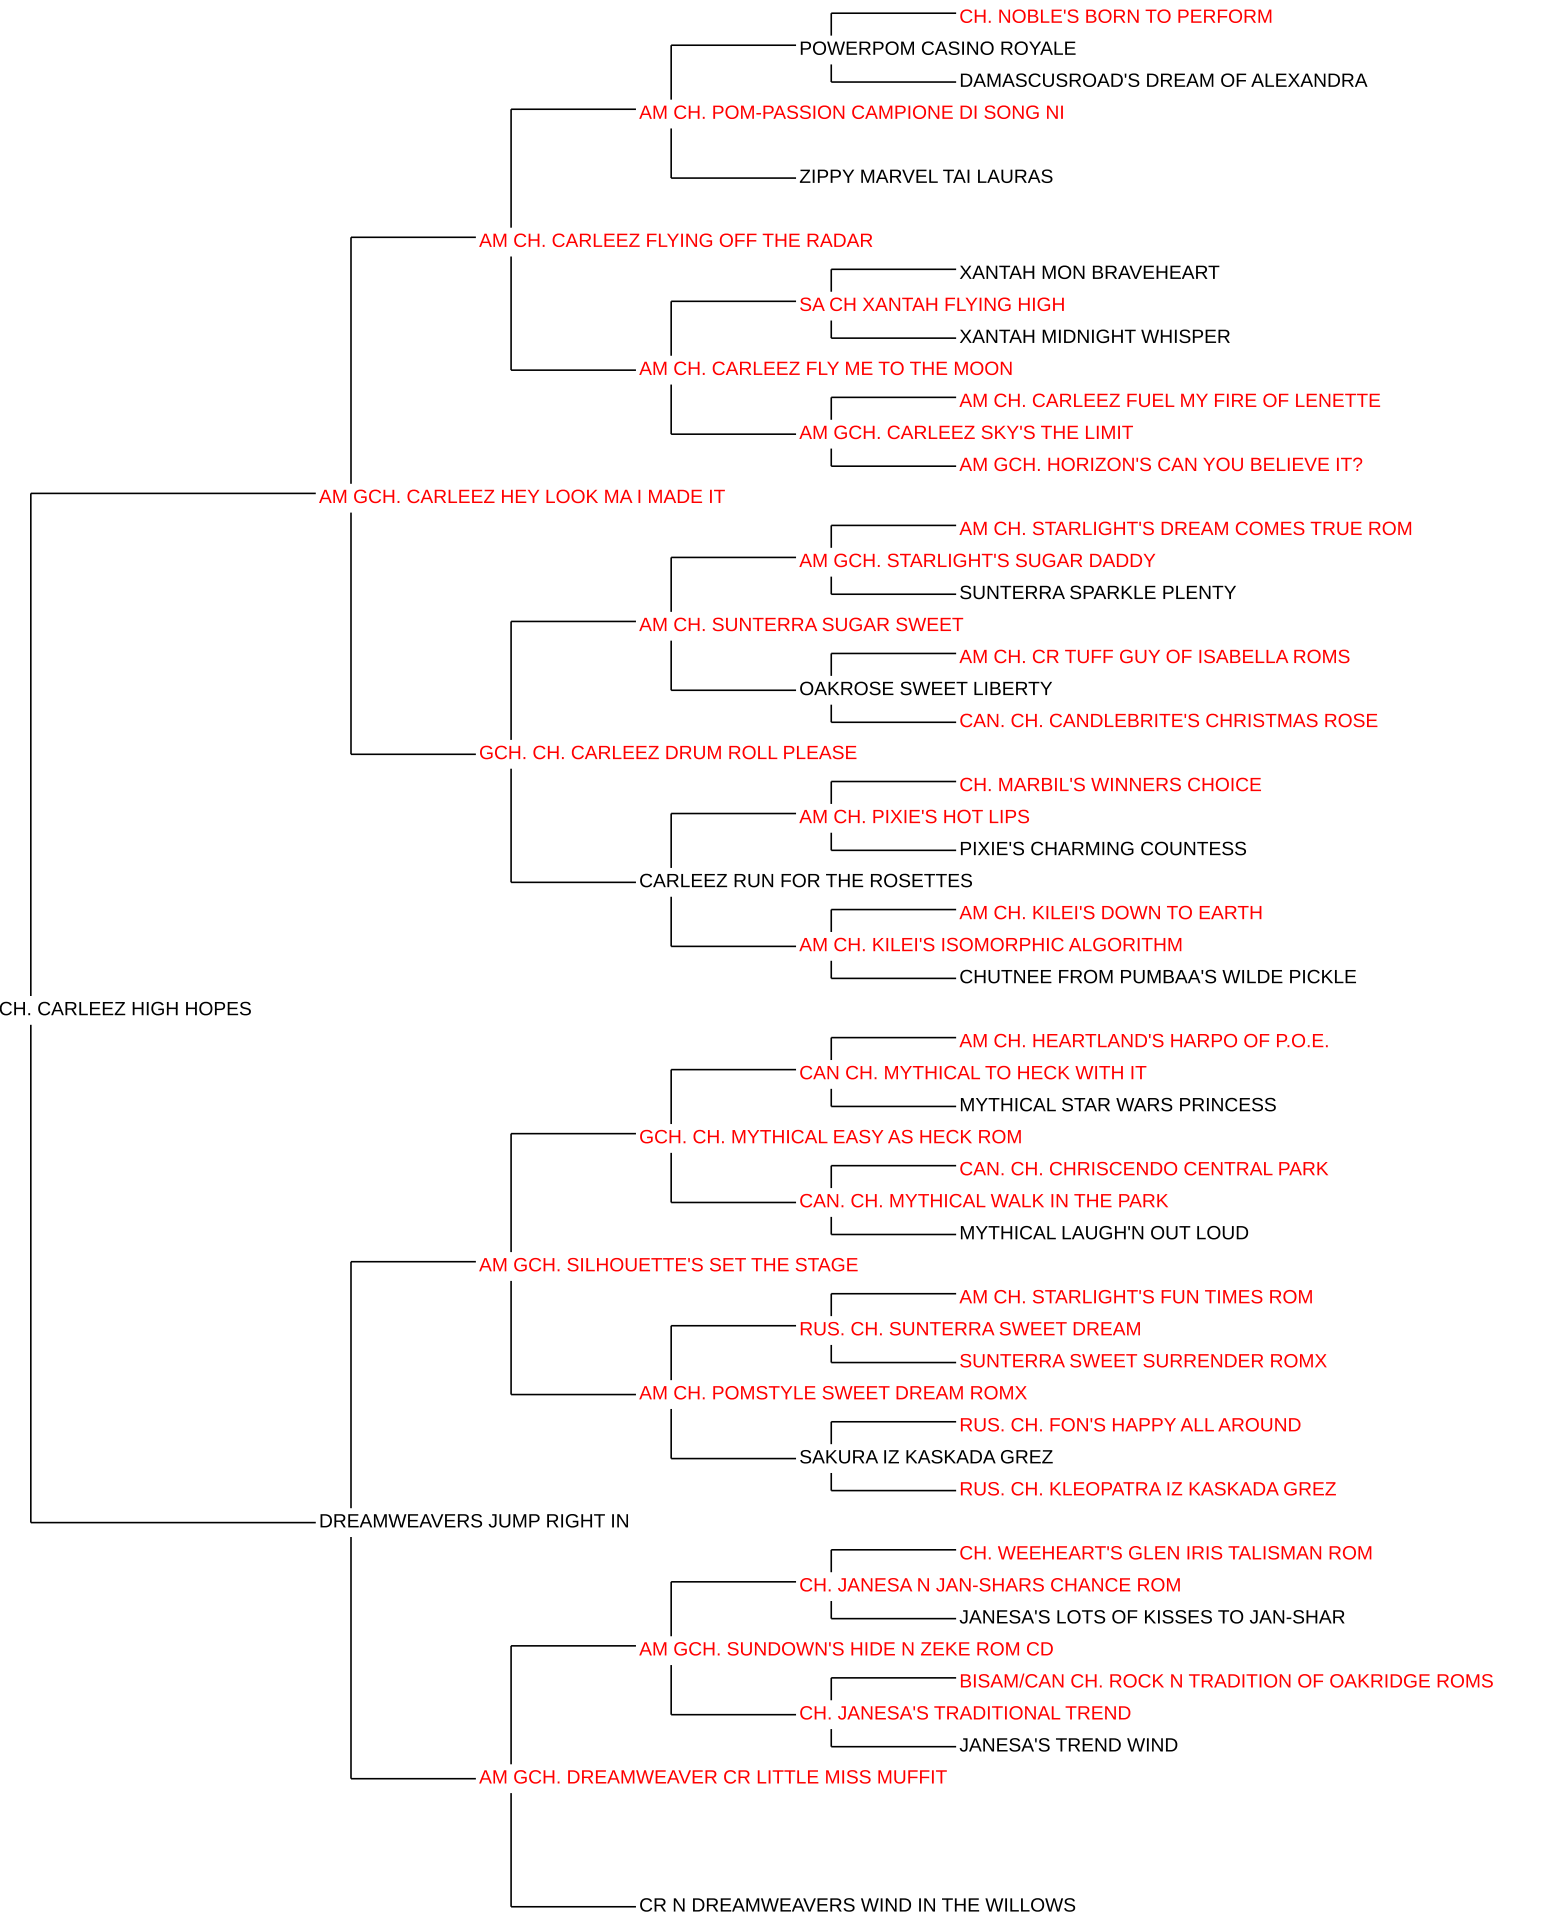 CH. NOBLE'S BORN TO PERFORM
POWERPOM CASINO ROYALE
DAMASCUSROAD'S DREAM OF ALEXANDRA
AM CH. POM-PASSION CAMPIONE DI SONG NI
ZIPPY MARVEL TAI LAURAS
AM CH. CARLEEZ FLYING OFF THE RADAR
XANTAH MON BRAVEHEART
SA CH XANTAH FLYING HIGH
XANTAH MIDNIGHT WHISPER
AM CH. CARLEEZ FLY ME TO THE MOON
AM CH. CARLEEZ FUEL MY FIRE OF LENETTE
AM GCH. CARLEEZ SKY'S THE LIMIT
AM GCH. HORIZON'S CAN YOU BELIEVE IT?
AM GCH. CARLEEZ HEY LOOK MA I MADE IT
AM CH. STARLIGHT'S DREAM COMES TRUE ROM
AM GCH. STARLIGHT'S SUGAR DADDY
SUNTERRA SPARKLE PLENTY
AM CH. SUNTERRA SUGAR SWEET
AM CH. CR TUFF GUY OF ISABELLA ROMS
OAKROSE SWEET LIBERTY
CAN. CH. CANDLEBRITE'S CHRISTMAS ROSE
GCH. CH. CARLEEZ DRUM ROLL PLEASE
CH. MARBIL'S WINNERS CHOICE
AM CH. PIXIE'S HOT LIPS
PIXIE'S CHARMING COUNTESS
CARLEEZ RUN FOR THE ROSETTES
AM CH. KILEI'S DOWN TO EARTH
AM CH. KILEI'S ISOMORPHIC ALGORITHM
CHUTNEE FROM PUMBAA'S WILDE PICKLE
CH. CARLEEZ HIGH HOPES
AM CH. HEARTLAND'S HARPO OF P.O.E.
CAN CH. MYTHICAL TO HECK WITH IT
MYTHICAL STAR WARS PRINCESS
GCH. CH. MYTHICAL EASY AS HECK ROM
CAN. CH. CHRISCENDO CENTRAL PARK
CAN. CH. MYTHICAL WALK IN THE PARK
MYTHICAL LAUGH'N OUT LOUD
AM GCH. SILHOUETTE'S SET THE STAGE
AM CH. STARLIGHT'S FUN TIMES ROM
RUS. CH. SUNTERRA SWEET DREAM
SUNTERRA SWEET SURRENDER ROMX
AM CH. POMSTYLE SWEET DREAM ROMX
RUS. CH. FON'S HAPPY ALL AROUND
SAKURA IZ KASKADA GREZ
RUS. CH. KLEOPATRA IZ KASKADA GREZ
DREAMWEAVERS JUMP RIGHT IN
CH. WEEHEART'S GLEN IRIS TALISMAN ROM
CH. JANESA N JAN-SHARS CHANCE ROM
JANESA'S LOTS OF KISSES TO JAN-SHAR
AM GCH. SUNDOWN'S HIDE N ZEKE ROM CD
BISAM/CAN CH. ROCK N TRADITION OF OAKRIDGE ROMS
CH. JANESA'S TRADITIONAL TREND
JANESA'S TREND WIND
AM GCH. DREAMWEAVER CR LITTLE MISS MUFFIT
CR N DREAMWEAVERS WIND IN THE WILLOWS